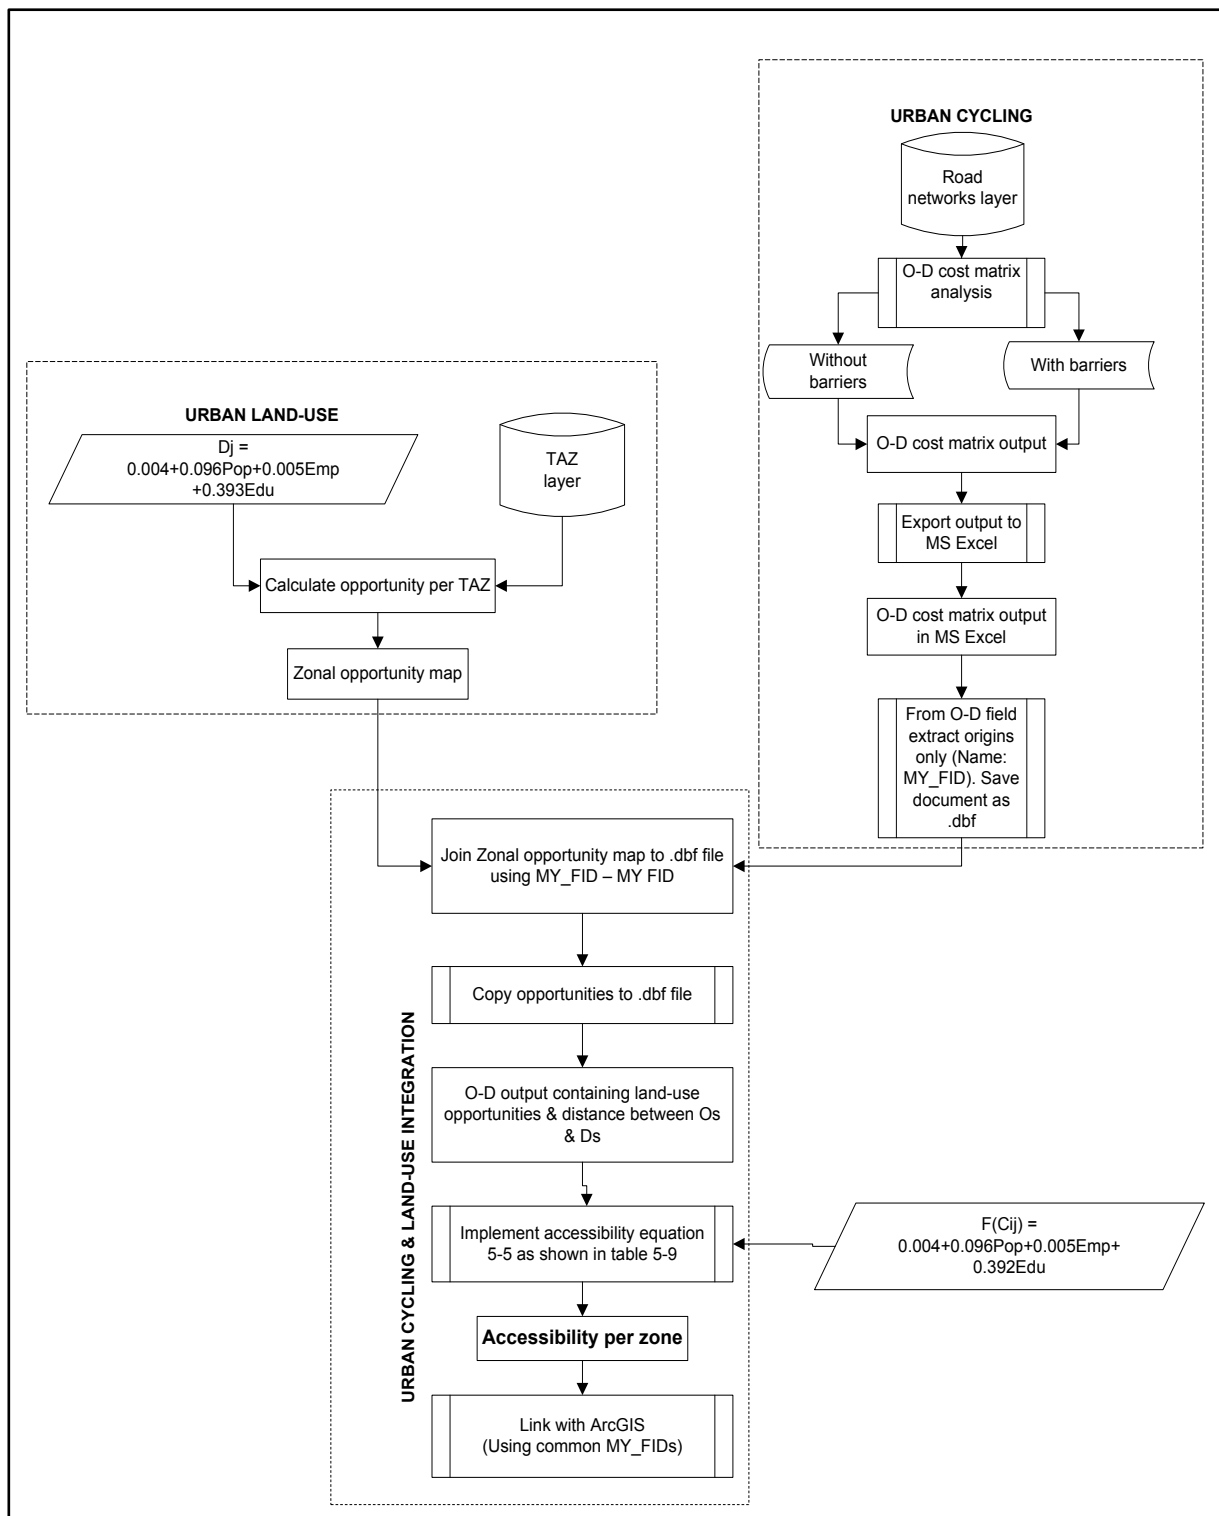 URBAN CYCLING
Road
networks layer
O-D cost matrix
analysis
Without
barriers
With barriers
O-D cost matrix output
Export output to
MS Excel
O-D cost matrix output
in MS Excel
From O-D field
extract origins
only (Name:
MY_FID). Save
document as
.dbf
URBAN LAND-USE
Dj =
0.004+0.096Pop+0.005Emp
+0.393Edu
TAZ
layer
Calculate opportunity per TAZ
Zonal opportunity map
URBAN CYCLING & LAND-USE INTEGRATION
Join Zonal opportunity map to .dbf file
using MY_FID – MY FID
Copy opportunities to .dbf file
O-D output containing land-use
opportunities & distance between Os
& Ds
Implement accessibility equation
5-5 as shown in table 5-9
F(Cij) =
0.004+0.096Pop+0.005Emp+
0.392Edu
Accessibility per zone
Link with ArcGIS
(Using common MY_FIDs)